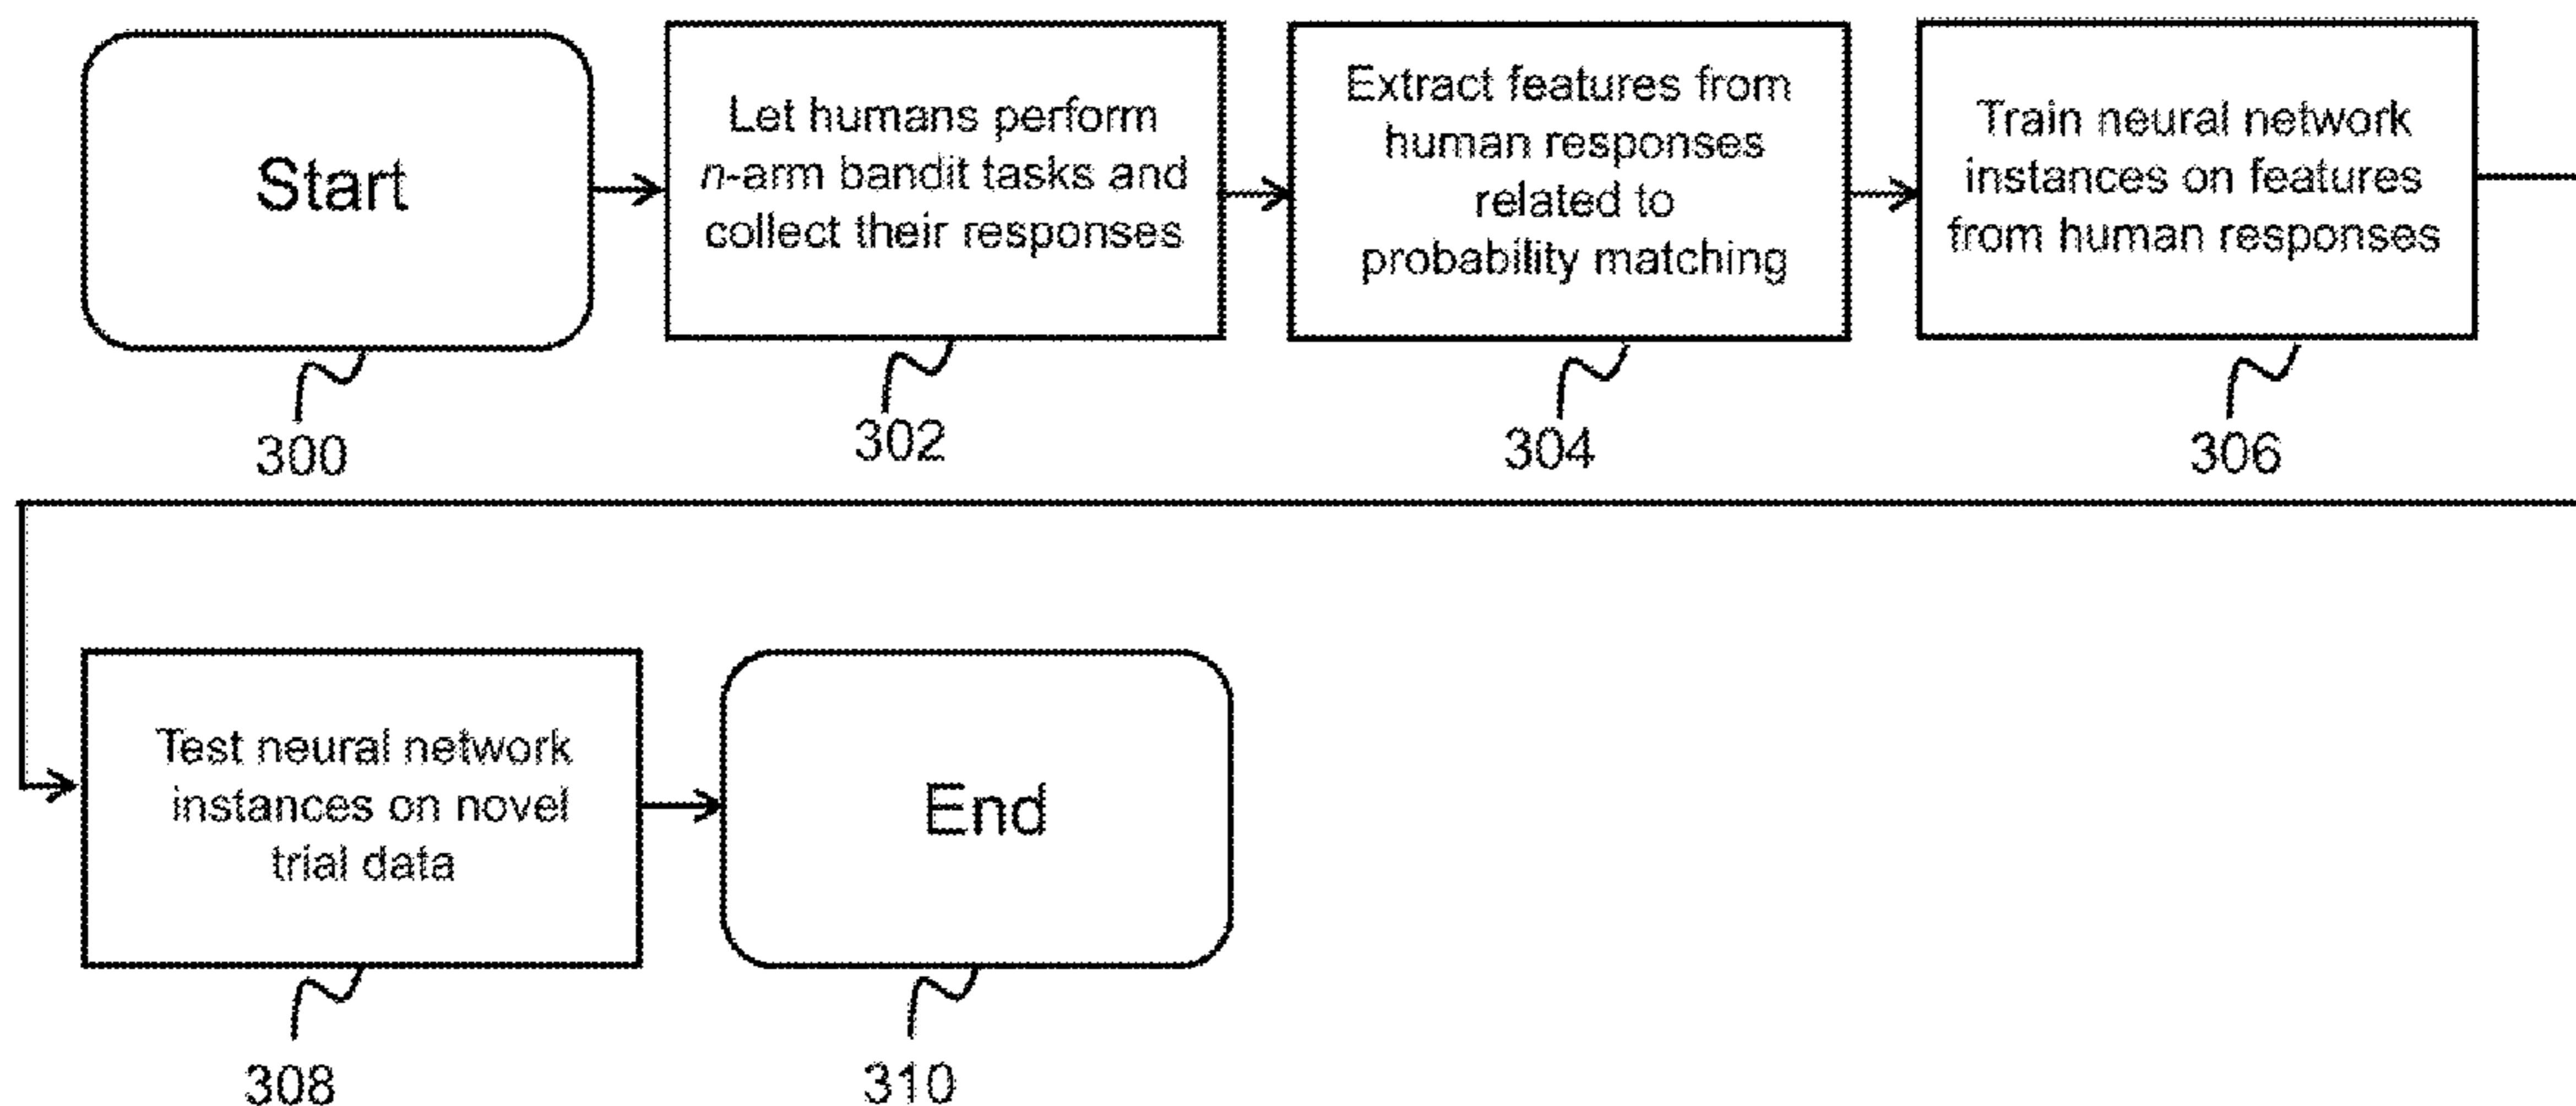 Start
Let humans perform
n-arm bandit tasks and
collect their responses
Extract features from
human responses
related to
probability matching
Train neural network
instances on features
from human responses
300
302
304
306
Test neural network
instances on novel
trial data
End
308
310